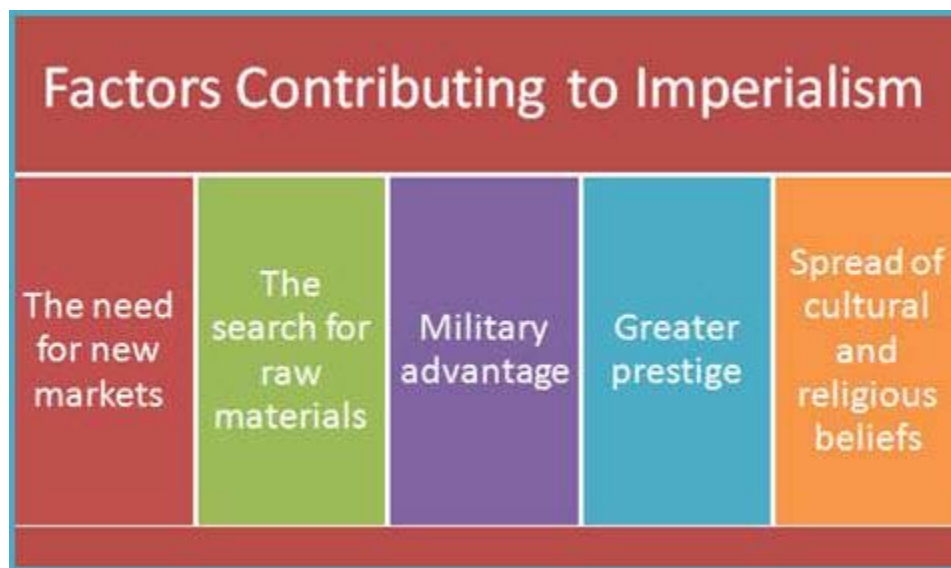 Factors Contributing to Imperialism
The need
for new
markets
The
search for
raw
materials
Military
advantage
Greater
prestige
Spread of
cultural
and
religious
beliefs